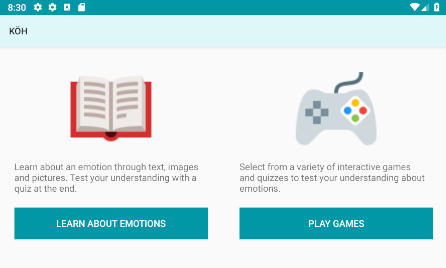 8:30
KÖH
Learn about an emotion through text, images
and pictures. Test your understanding with a
quiz at the end.
LEARN ABOUT EMOTIONS
Select from a variety of interactive games
and quizzes to test your understanding about
emotions.
PLAY GAMES